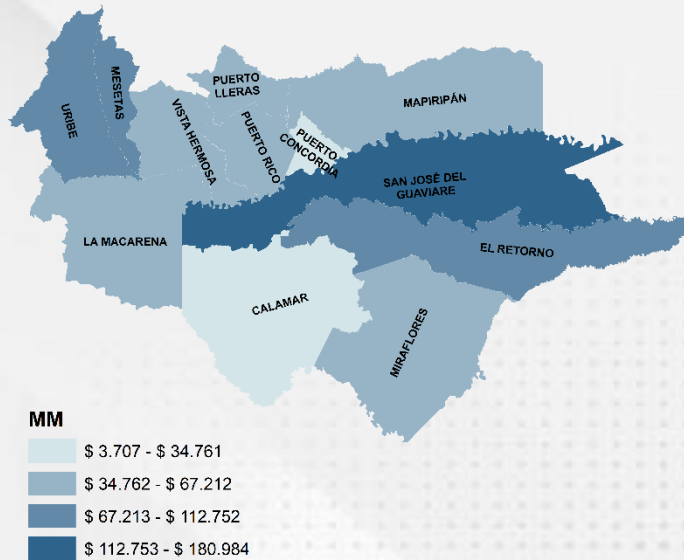 PUERTO
LLERAS
MESETAS
URIBE
VISTA HERMOSA
PUERTO RICO
PUERTO
CONCORDIA
MAPIRIPÁN
SAN JOSÉ DEL
GUAVIARE
LA MACARENA
EL RETORNO
CALAMAR
MIRAFLORES
MM
$ 3.707 - $ 34.761
$ 34.762 - $ 67.212
$ 67.213 - $ 112.752
$ 112.753 - $ 180.984